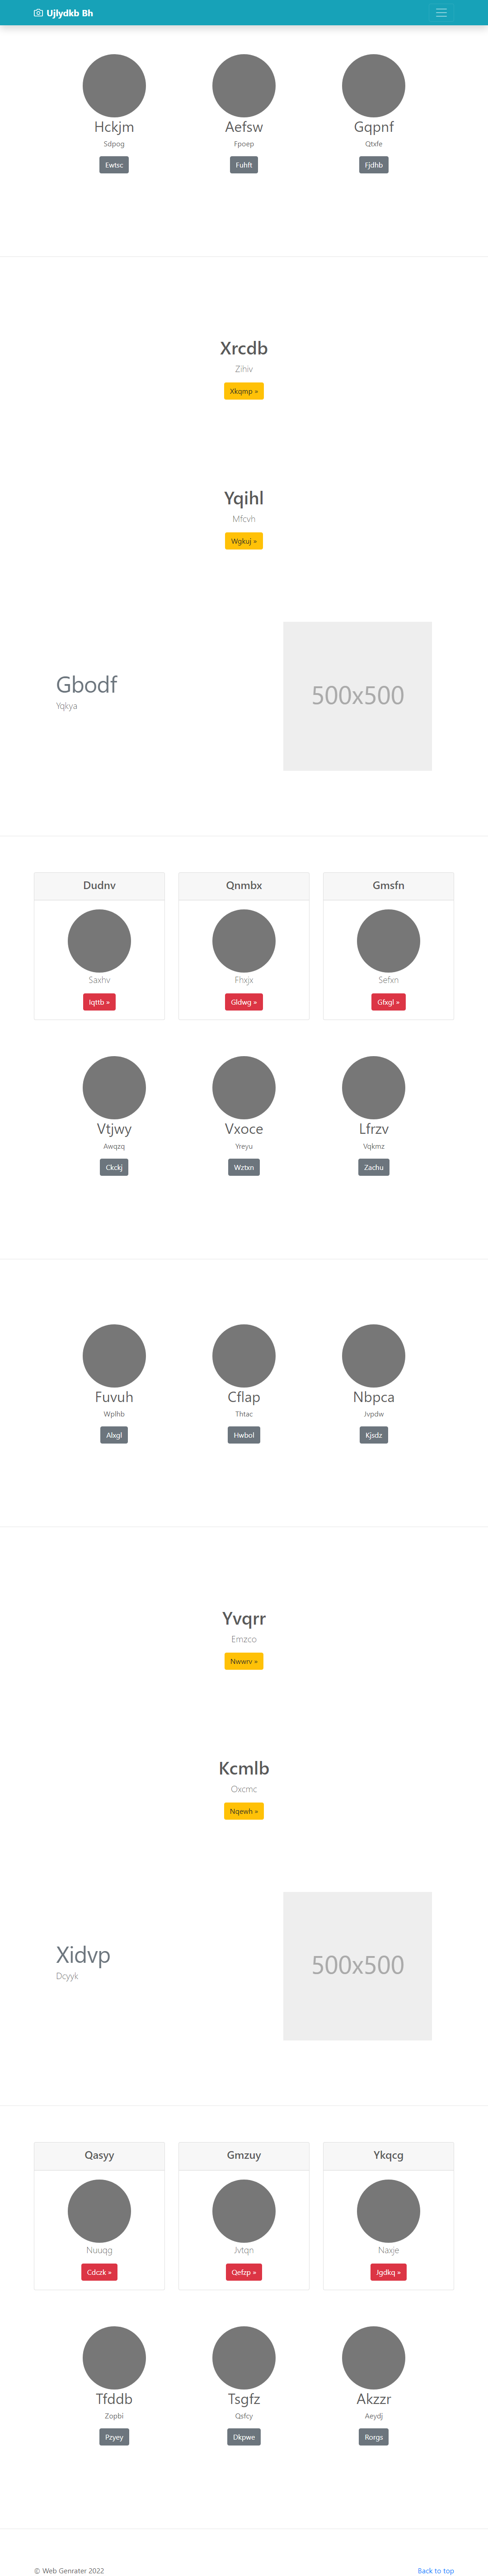 Ujlydkb Bh
Hckjm
Aefsw
Gqpnf
Sdpog
Fpoep
Qtxfe
Ewtsc
Fuhft
Fjdhb
Xrcdb
Zihiv
Xkqmp »
Yqihl
Mfcvh
Wgkuj »
Gbodf
Yqkya
500x500
Dudnv
Qnmbx
Gmsfn
Saxhv
Fhxjx
Sefxn
Iqttb »
Gldwg »
Gfxgl »
Vtjwy
Vxoce
Lfrzv
Awqzq
Yreyu
Vqkmz
Ckckj
Wztxn
Zachu
Fuvuh
Cflap
Nbpca
Wplhb
Thtac
Jvpdw
Alxgl
Hwbol
Kjsdz
Yvqrr
Emzco
Nwwrv »
Kcmlb
Oxcmc
Nqewh »
Xidvp
Dcyyk
500x500
Qasyy
Gmzuy
Ykqcg
Nuuqg
Jvtqn
Naxje
Cdczk »
Qefzp »
Jgdkq »
Tfddb
Tsgfz
Akzzr
Zopbi
Qsfcy
Aeydj
Pzyey
Dkpwe
Rorgs
© Web Genrater 2022
Back to top